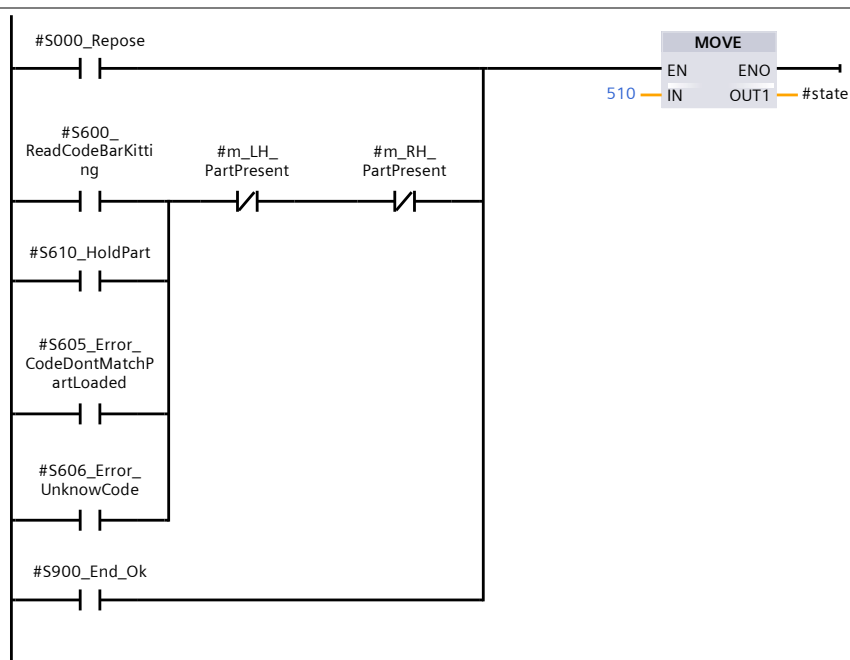 #S000_Repose
MOVE
EN ENO
510 IN OUT1 #state
#S600_
ReadCodeBarKitti
ng
#m_LH_
PartPresent
#m_RH_
PartPresent
#S610_HoldPart
#S605_Error_
CodeDontMatchP
artLoaded
#S606_Error_
UnknowCode
#S900_End_Ok